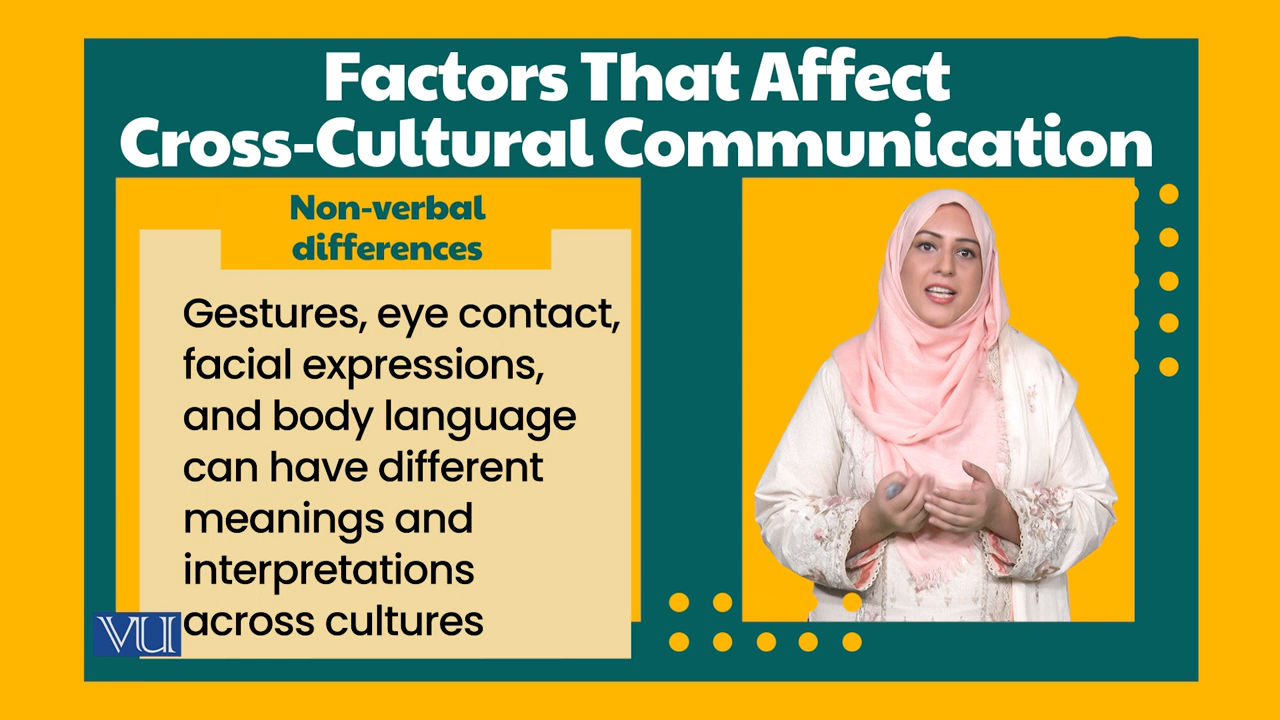 Factors That Affect
Cross-Cultural Communication
Non-verbal
differences
Gestures, eye contact,
facial expressions,
and body language
can have different
meanings and
interpretations
across cultures
VU